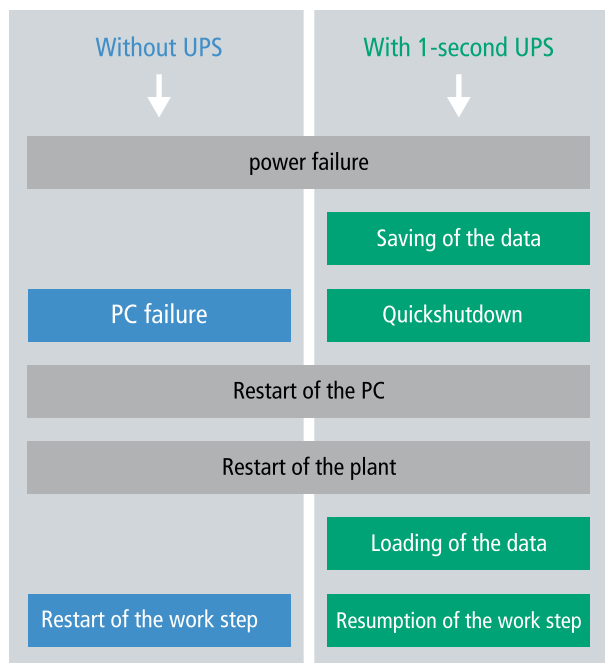 Without UPS
With 1-second UPS
power failure
Saving of the data
PC failure
Quickshutdown
Restart of the PC
Restart of the plant
Loading of the data
Restart of the work step
Resumption of the work step